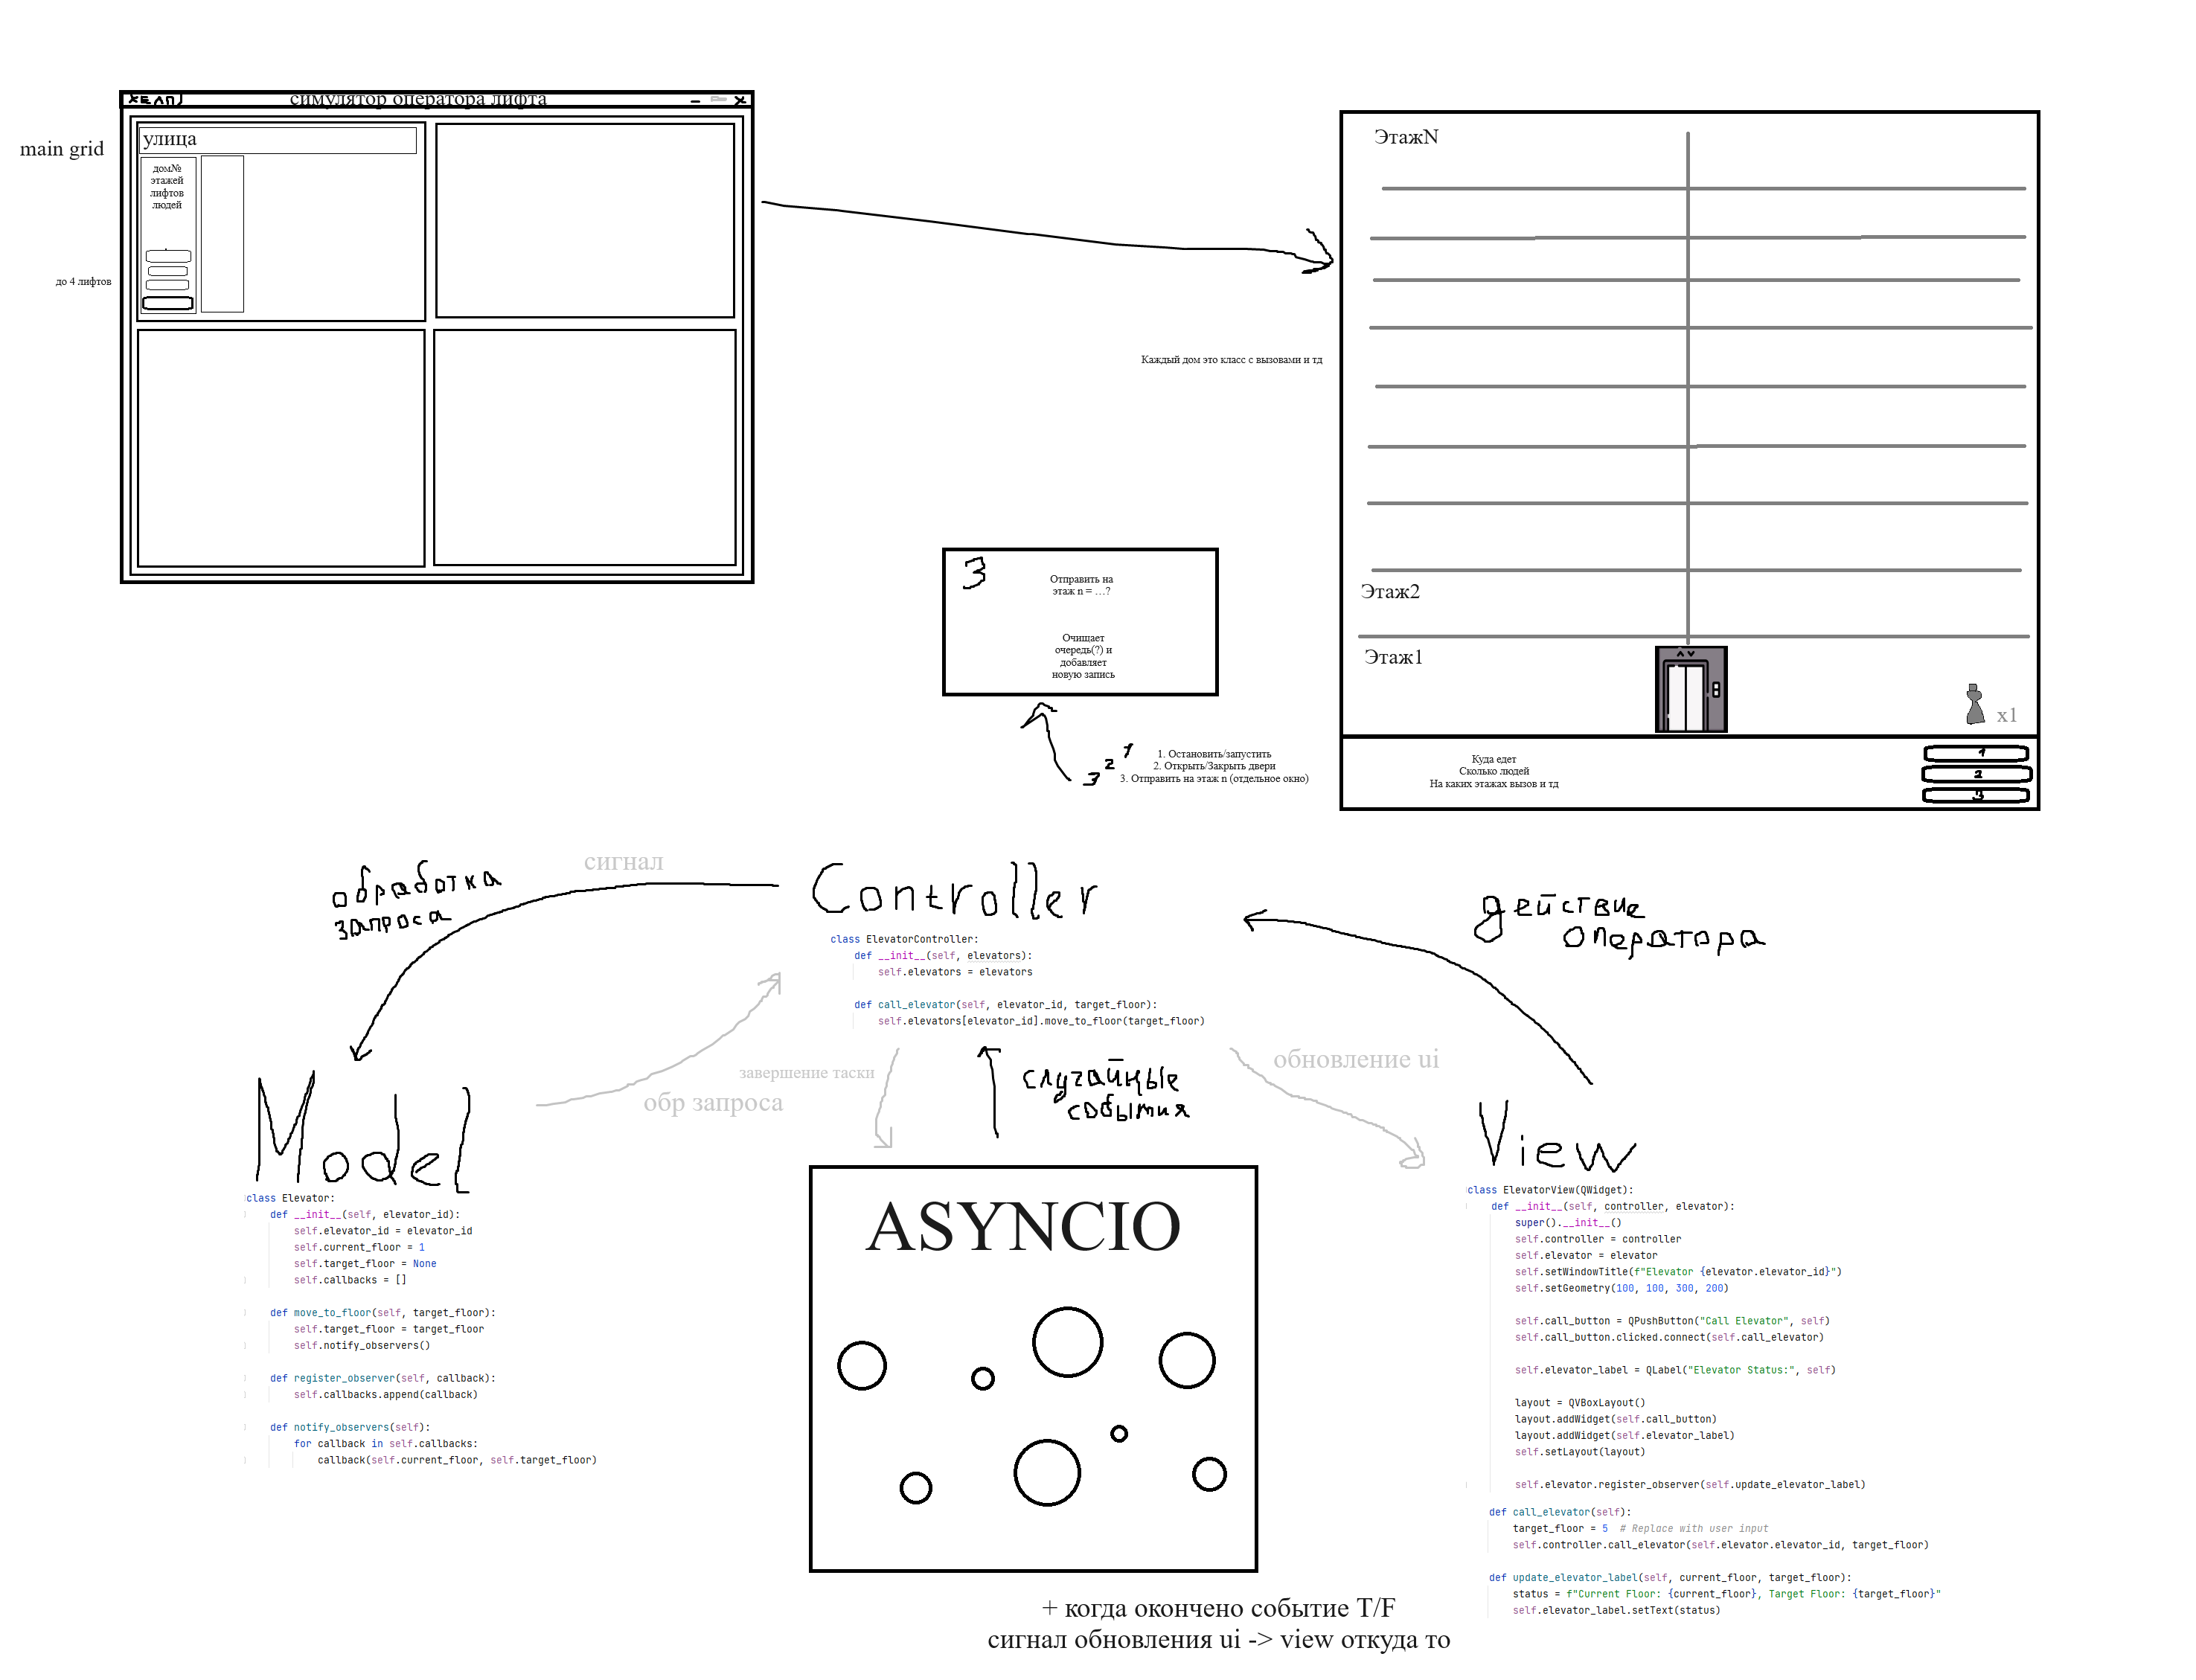 хелп)
симулятор оператора лифта
main grid
улица
дом№
этажей
лифтов
людей
до 4 лифтов
ЭтажN
Каждый дом это класс с вызовами и тд
Этаж2
Этаж1
x1
Куда едет
Сколько людей
На каких этажах вызов и тд
1
2
3
3
Отправить на
этаж n = ...?
Очищает
очередь(?) и
добавляет
новую запись
1
2
3
1. Остановить/запустить
2. Открыть/Закрыть двери
3. Отправить на этаж n (отдельное окно)
обработка
запроса
сигнал
Controller
class ElevatorController:
def __init__(self, elevators):
self.elevators = elevators
def call_elevator(self, elevator_id, target_floor):
self.elevators[elevator_id].move_to_floor(target_floor)
действие
оператора
завершение таски
обр запроса
случайные
события
обновление ui
Model
class Elevator:
def __init__(self, elevator_id):
self.elevator_id = elevator_id
self.current_floor = 1
self.target_floor = None
self.callbacks = []
def move_to_floor(self, target_floor):
self.target_floor = target_floor
self.notify_observers()
def register_observer(self, callback):
self.callbacks.append(callback)
def notify_observers(self):
for callback in self.callbacks:
callback(self.current_floor, self.target_floor)
ASYNCIO
+ когда окончено событие T/F
сигнал обновления ui -> view откуда то
View
class ElevatorView(QWidget):
def __init__(self, controller, elevator):
super().__init__()
self.controller = controller
self.elevator = elevator
self.setWindowTitle(f"Elevator {elevator.elevator_id}")
self.setGeometry(100, 100, 300, 200)
self.call_button = QPushButton("Call Elevator", self)
self.call_button.clicked.connect(self.call_elevator)
self.elevator_label = QLabel("Elevator Status:", self)
layout = QVBoxLayout()
layout.addWidget(self.call_button)
layout.addWidget(self.elevator_label)
self.setLayout(layout)
self.elevator.register_observer(self.update_elevator_label)
def call_elevator(self):
target_floor = 5 # Replace with user input
self.controller.call_elevator(self.elevator.elevator_id, target_floor)
def update_elevator_label(self, current_floor, target_floor):
status = f"Current Floor: {current_floor}, Target Floor: {target_floor}"
self.elevator_label.setText(status)